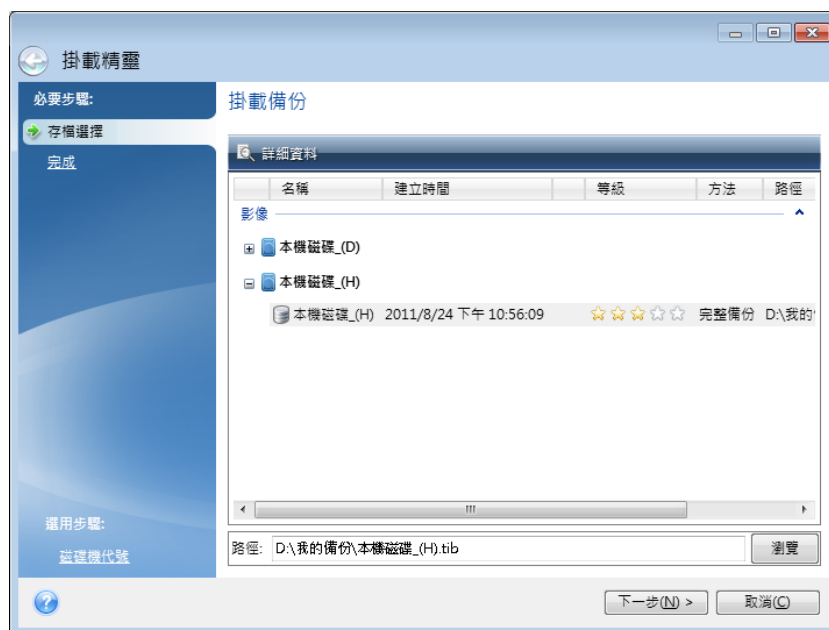 掛載精靈
必要步驟:
存檔選擇
完成
選用步驟:
磁碟機代號
掛載備份
詳細資料
名稱 建立時間 等級 方法 路徑
影像
本機磁碟_(D)
本機磁碟_(H)
本機磁碟_(H) 2011/8/24 下午 10:56:09 完整備份 D:\我的
路徑: D:\我的備份\本機磁碟_(H).tib 瀏覽
下一步(N) > 取消(C)